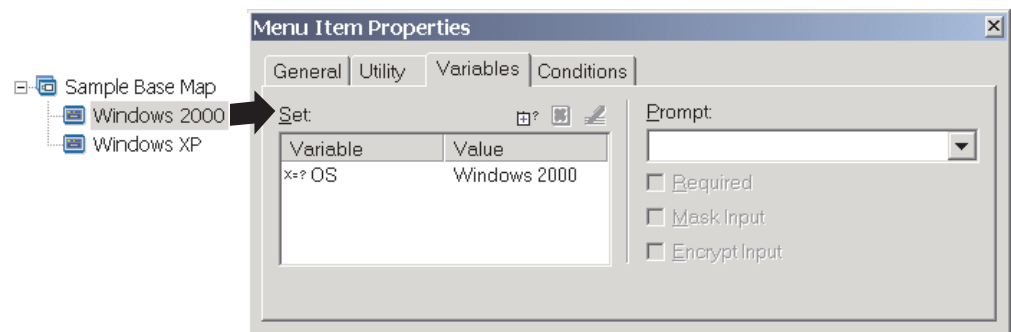 Menu Item Properties
General Utility Variables Conditions
Sample Base Map
Windows 2000
Windows XP
Set:
Prompt:
Variable Value
X=? OS Windows 2000
Required
Mask Input
Encrypt Input